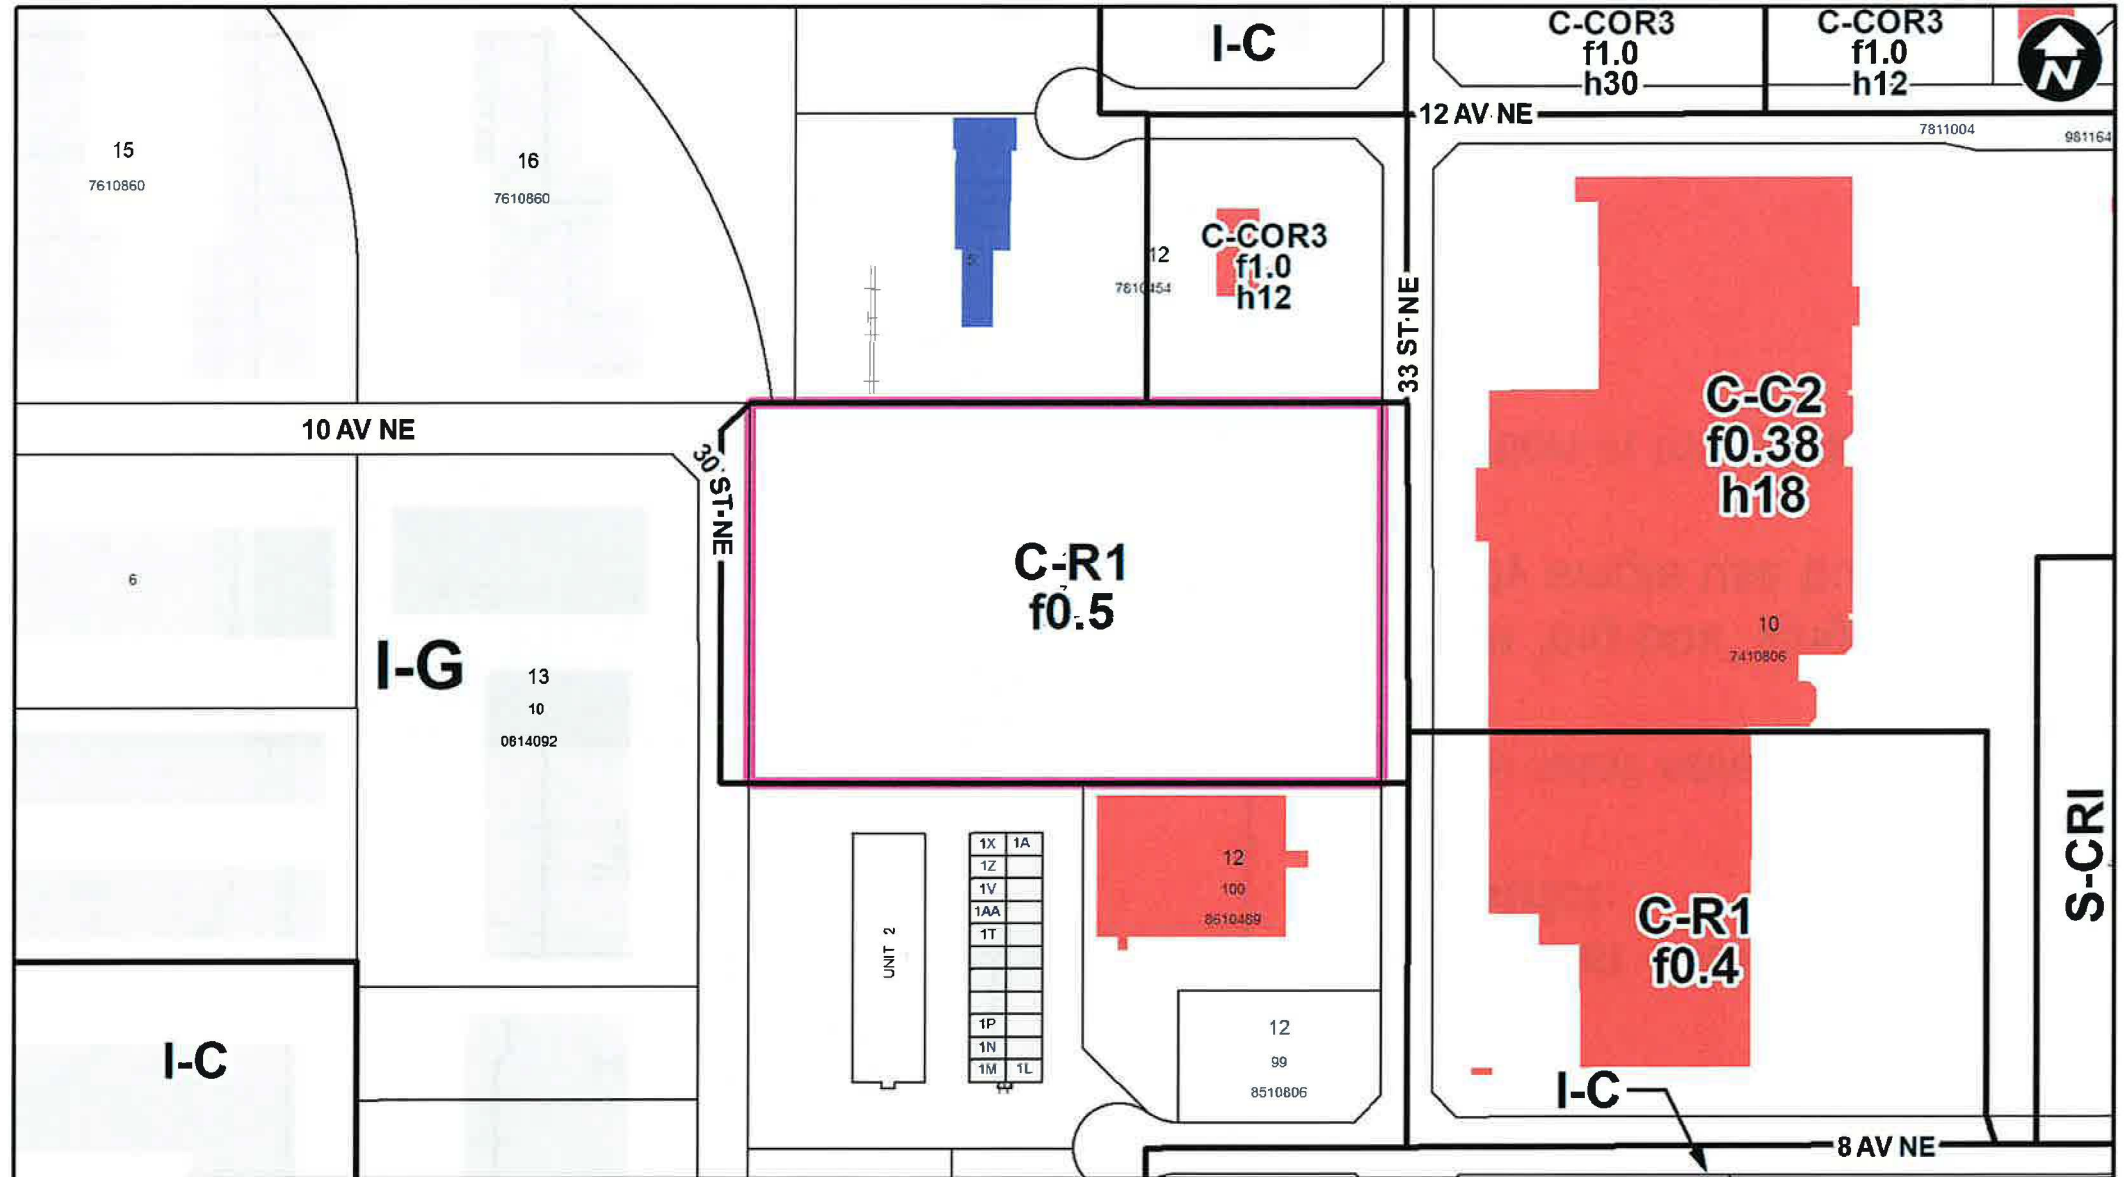 I-C
C-COR3
f1.0
h30
C-COR3
f1.0
h12
N
12 AV NE
7811004
981164
15
7610860
16
7610860
12
7810454
C-COR3
f1.0
h12
33 ST NE
10 AV NE
30 ST NE
C-C2
f0.38
h18
C-R1
7
f0.5
6
10
7410806
I-G
13
10
0814092
S-CRI
1X 1A
1Z
1V
1AA
1T
1P
1N
1M 1L
UNIT 2
12
100
8610469
C-R1
f0.4
12
99
8510806
I-C
I-C
8 AV NE